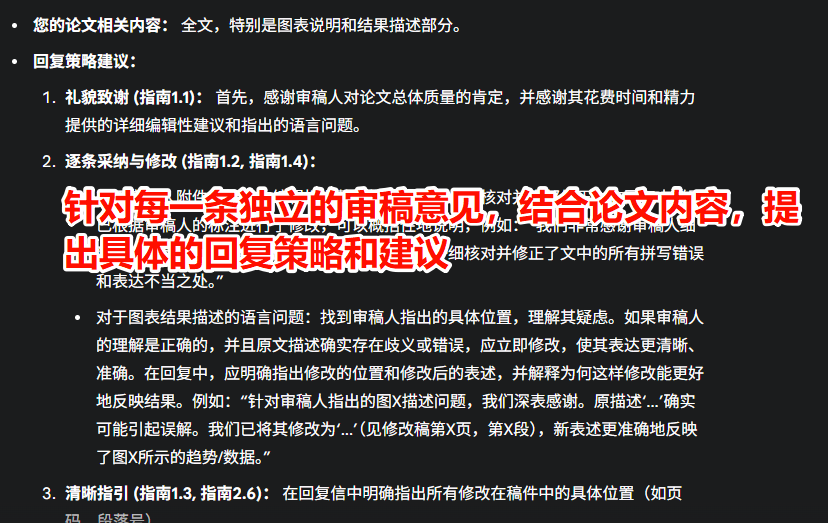 • 您的论文相关内容： 全文，特别是图表说明和结果描述部分。
• 回复策略建议：
1. 礼貌致谢 (指南1.1)： 首先，感谢审稿人对论文总体质量的肯定，并感谢其花费时间和精力
提供的详细编辑性建议和指出的语言问题。
2. 逐条采纳与修改 (指南1.2, 指南1.4)：
针对每一条独立的审稿意见，结合论文内容，提
出具体的回复策略和建议
附件
核对并
已根据审稿人的标注进行了修改，可以概括性地说明，例如：“我们非常感谢审稿人细
细核对并修正了文中的所有拼写错误
和表达不当之处。”
• 对于图表结果描述的语言问题：找到审稿人指出的具体位置，理解其疑虑。如果审稿人
的理解是正确的，并且原文描述确实存在歧义或错误，应立即修改，使其表达更清晰、
准确。在回复中，应明确指出修改的位置和修改后的表述，并解释为何这样修改能更好
地反映结果。例如：“针对审稿人指出的图X描述问题，我们深表感谢。原描述‘...’确实
可能引起误解。我们已将其修改为‘...’（见修改稿第X页，第X段），新表述更准确地反映
了图X所示的趋势/数据。”
3. 清晰指引 (指南1.3, 指南2.6)： 在回复信中明确指出所有修改在稿件中的具体位置（如页
码、段落号）